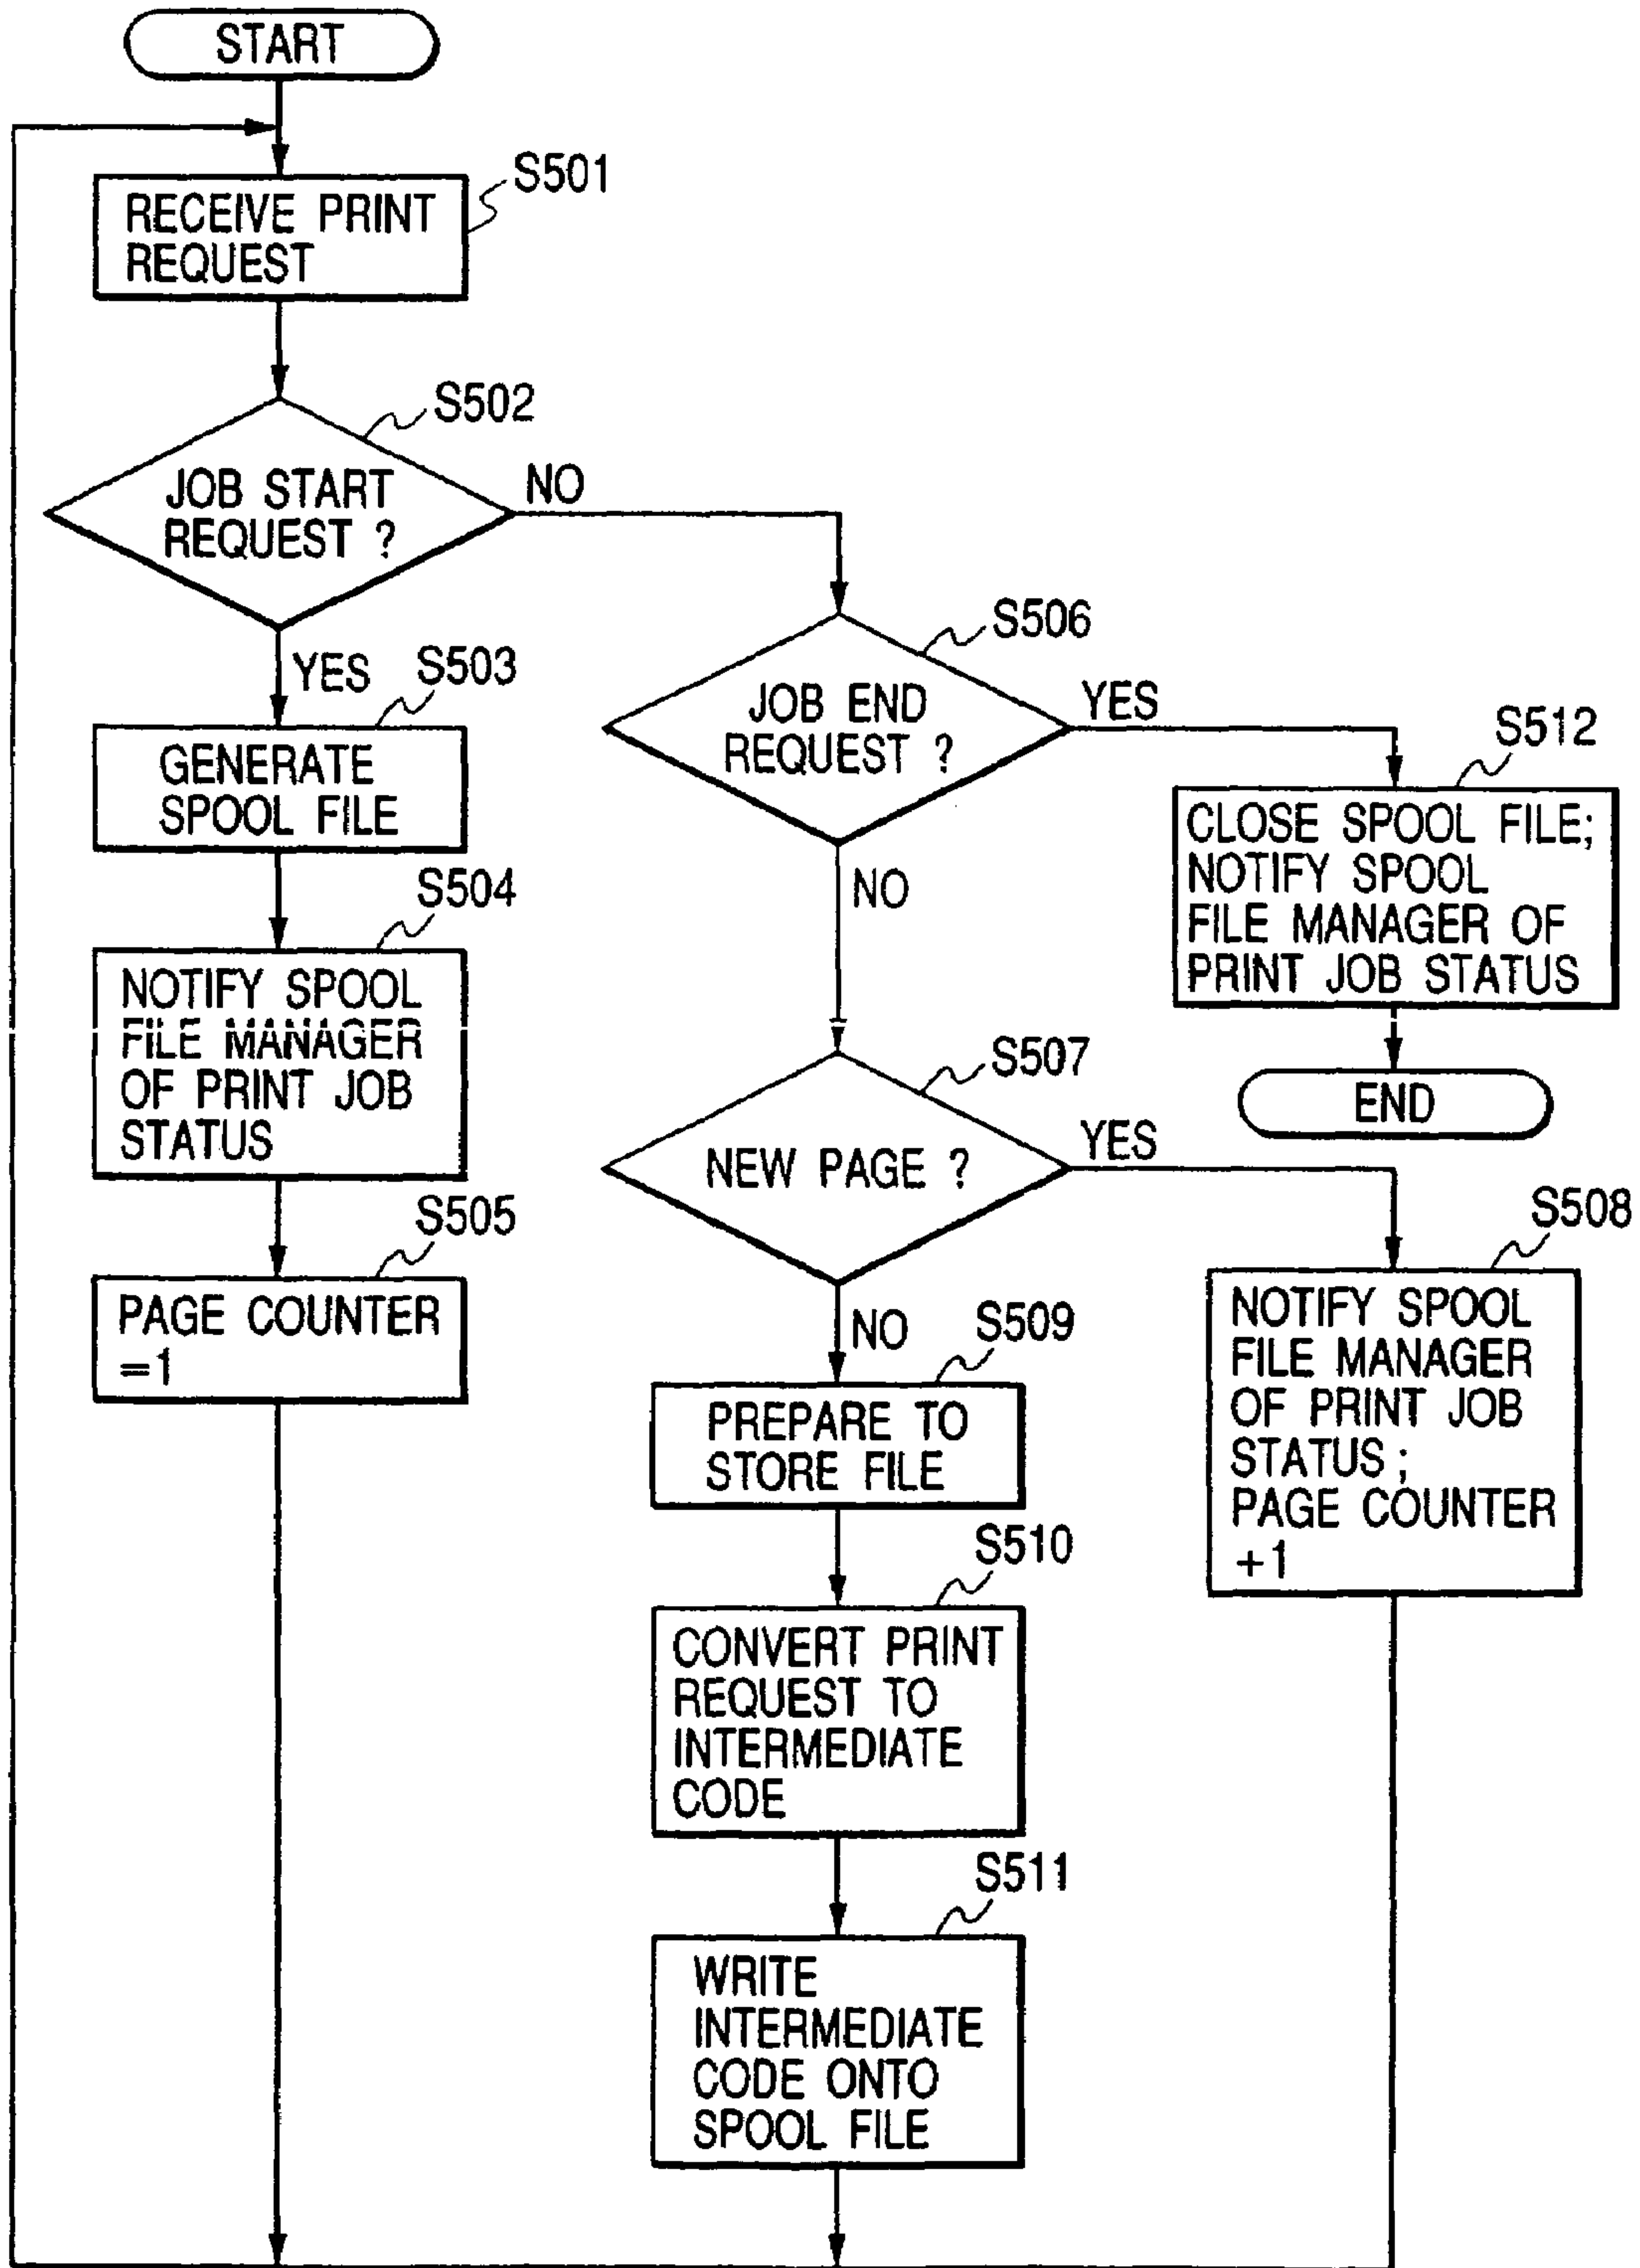 START
S501
RECEIVE PRINT
REQUEST
S502
JOB START
REQUEST ?
NO
YES
S503
GENERATE
SPOOL FILE
S504
NOTIFY SPOOL
FILE MANAGER
OF PRINT JOB
STATUS
S505
PAGE COUNTER
=1
S506
JOB END
REQUEST ?
YES
NO
S512
CLOSE SPOOL FILE;
NOTIFY SPOOL
FILE MANAGER OF
PRINT JOB STATUS
END
S507
NEW PAGE ?
YES
NO
S508
NOTIFY SPOOL
FILE MANAGER
OF PRINT JOB
STATUS ;
PAGE COUNTER
+1
S509
PREPARE TO
STORE FILE
S510
CONVERT PRINT
REQUEST TO
INTERMEDIATE
CODE
S511
WRITE
INTERMEDIATE
CODE ONTO
SPOOL FILE